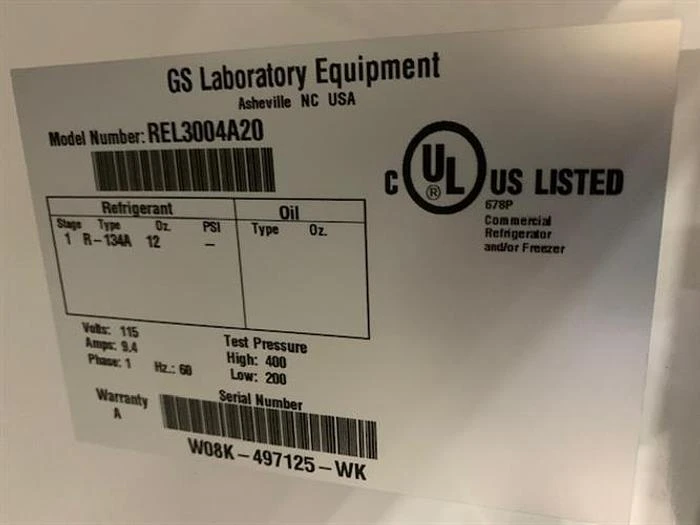 GS Laboratory Equipment
Asheville NC USA
Model Number: REL3004A20
C UL ® US LISTED
678P
Commercial
Refrigerator
and/or Freezer
Refrigerant Oil
Stage Type Oz. PSI Type Oz.
1 R-134A 12 –
Volts: 115
Amps: 9.4
Phase: 1 Hz.: 60
Test Pressure
High: 400
Low: 200
Warranty
A
Serial Number
W08K-497125-WK